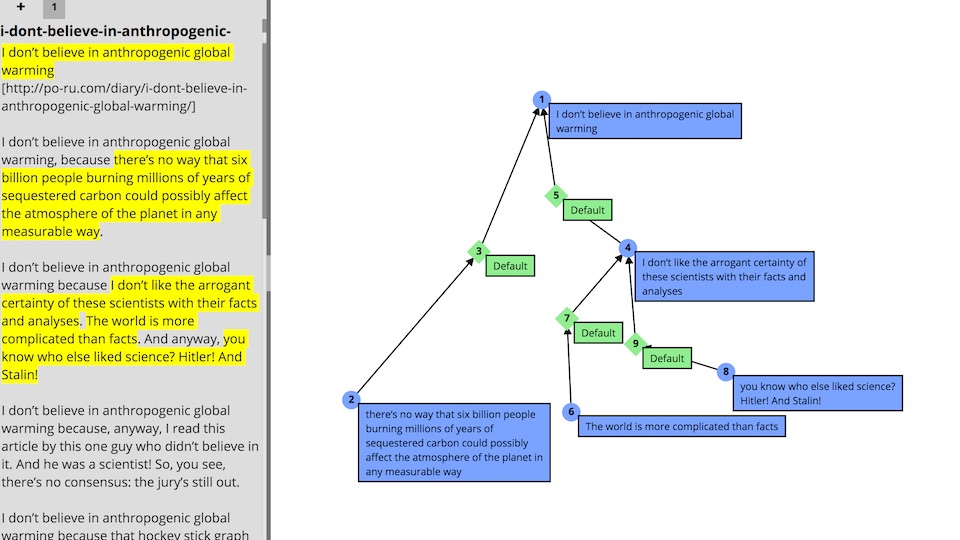 + 1
i-dont-believe-in-anthropogenic-
I don’t believe in anthropogenic global
warming
[http://po-ru.com/diary/i-dont-believe-in-
anthropogenic-global-warming/]
I don’t believe in anthropogenic global
warming, because there’s no way that six
billion people burning millions of years of
sequestered carbon could possibly affect
the atmosphere of the planet in any
measurable way.
I don’t believe in anthropogenic global
warming because I don’t like the arrogant
certainty of these scientists with their facts
and analyses. The world is more
complicated than facts. And anyway, you
know who else liked science? Hitler! And
Stalin!
I don’t believe in anthropogenic global
warming because, anyway, I read this
article by this one guy who didn’t believe in
it. And he was a scientist! So, you see,
there’s no consensus: the jury’s still out.
I don’t believe in anthropogenic global
warming because that hockey stick graph
1
I don’t believe in anthropogenic global
warming
5
Default
3
Default
4
I don’t like the arrogant certainty of
these scientists with their facts and
analyses
7
Default
9
Default
8
you know who else liked science?
Hitler! And Stalin!
2
there’s no way that six billion people
burning millions of years of
sequestered carbon could possibly
affect the atmosphere of the planet in
any measurable way
6
The world is more complicated than facts